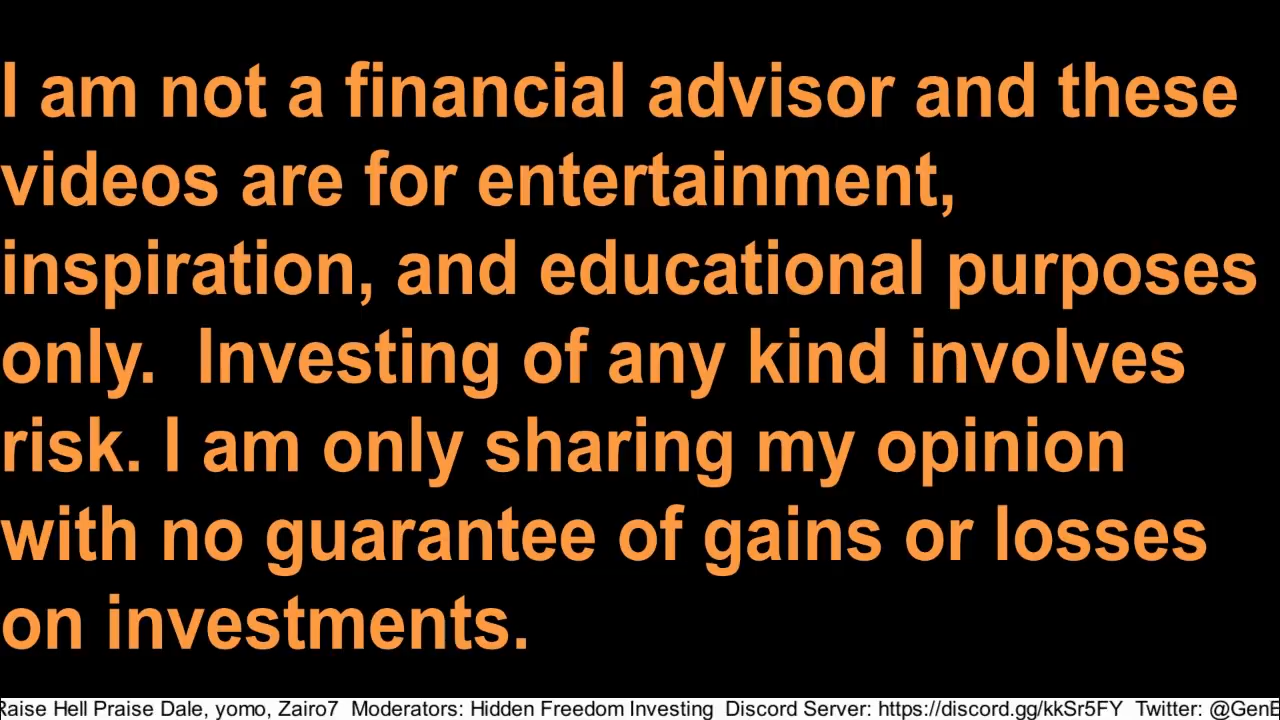 I am not a financial advisor and these
videos are for entertainment,
inspiration, and educational purposes
only.  Investing of any kind involves
risk. I am only sharing my opinion
with no guarantee of gains or losses
on investments.
Raise Hell Praise Dale, yomo, Zairo7  Moderators: Hidden Freedom Investing  Discord Server: https://discord.gg/kkSr5FY  Twitter: @GenE